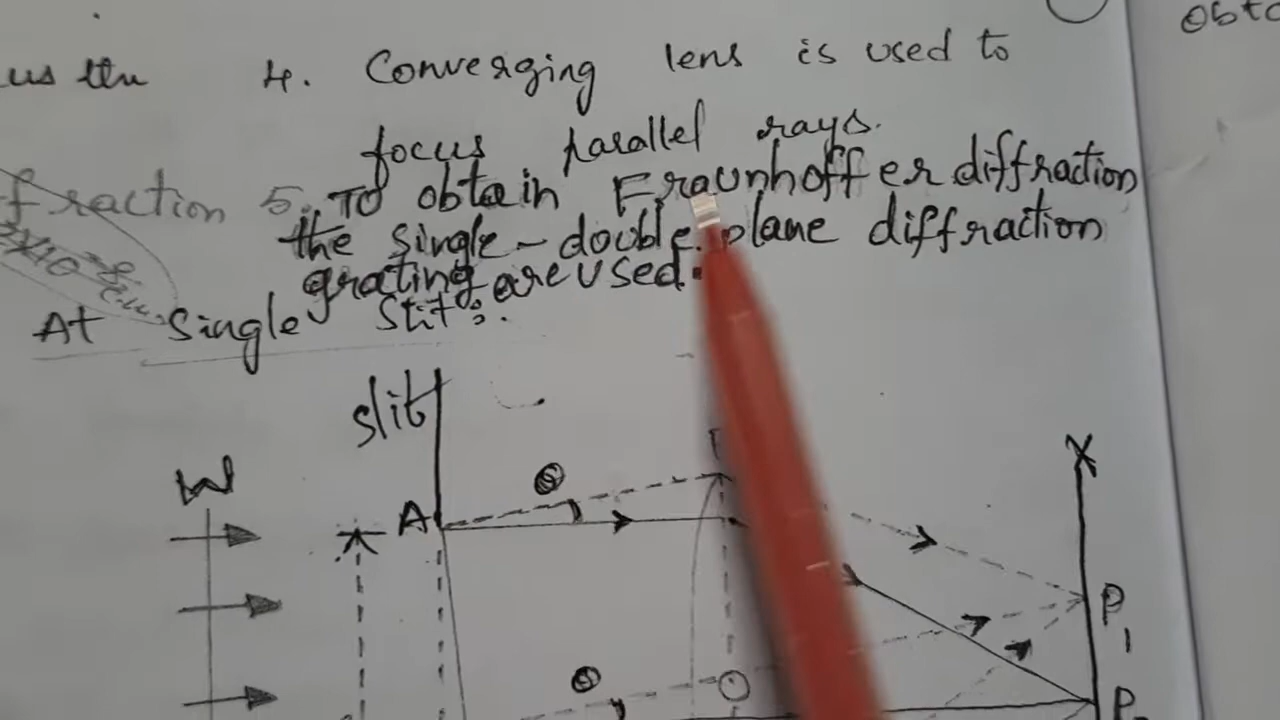 obta
us the 4. Converging lens is used to
focus parallel rays.
fraction 5. To obtain Fraunhoffer diffraction
the single - double plane diffraction
grating are used.
At Single Slit:
slit
W
X
A
P1
P